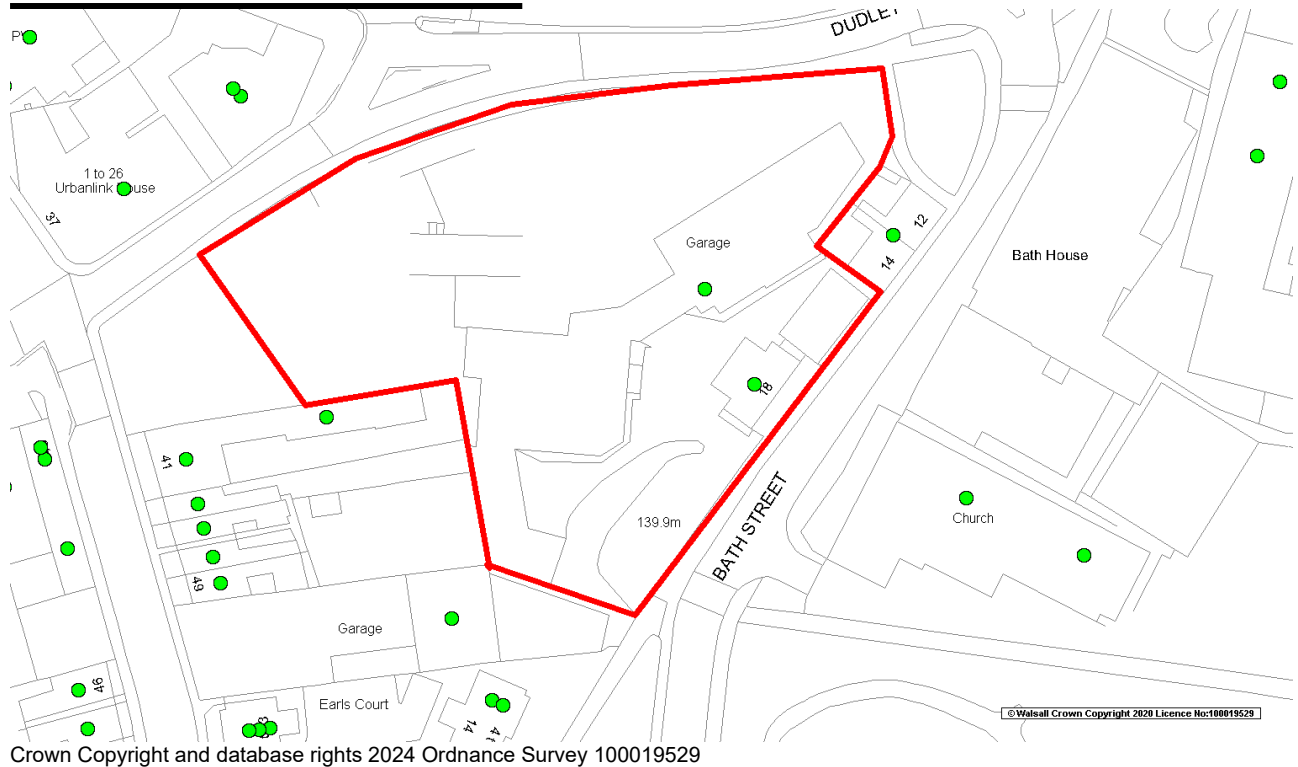 DUDLEY
1 to 26
Urbanlink House
37
Garage
12
14
Bath House
18
41
139.9m
BATH STREET
Church
49
Garage
46
Earls Court
14
© Walsall Crown Copyright 2020 Licence No:100019529
Crown Copyright and database rights 2024 Ordnance Survey 100019529